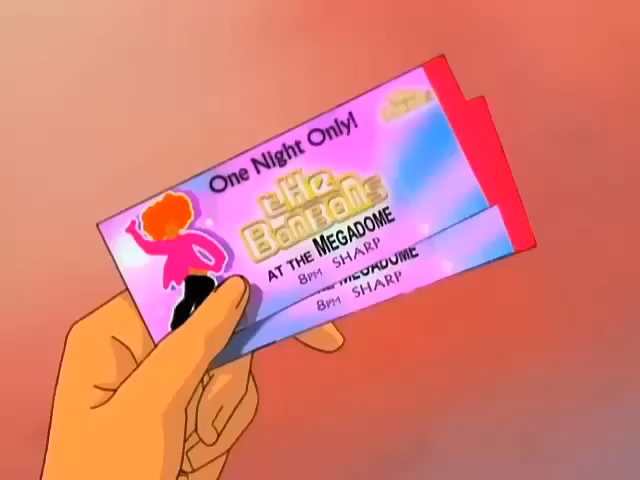 One Night Only!
the
BonBons
AT THE MEGADOME
8PM SHARP
MEGADOME
8PM SHARP